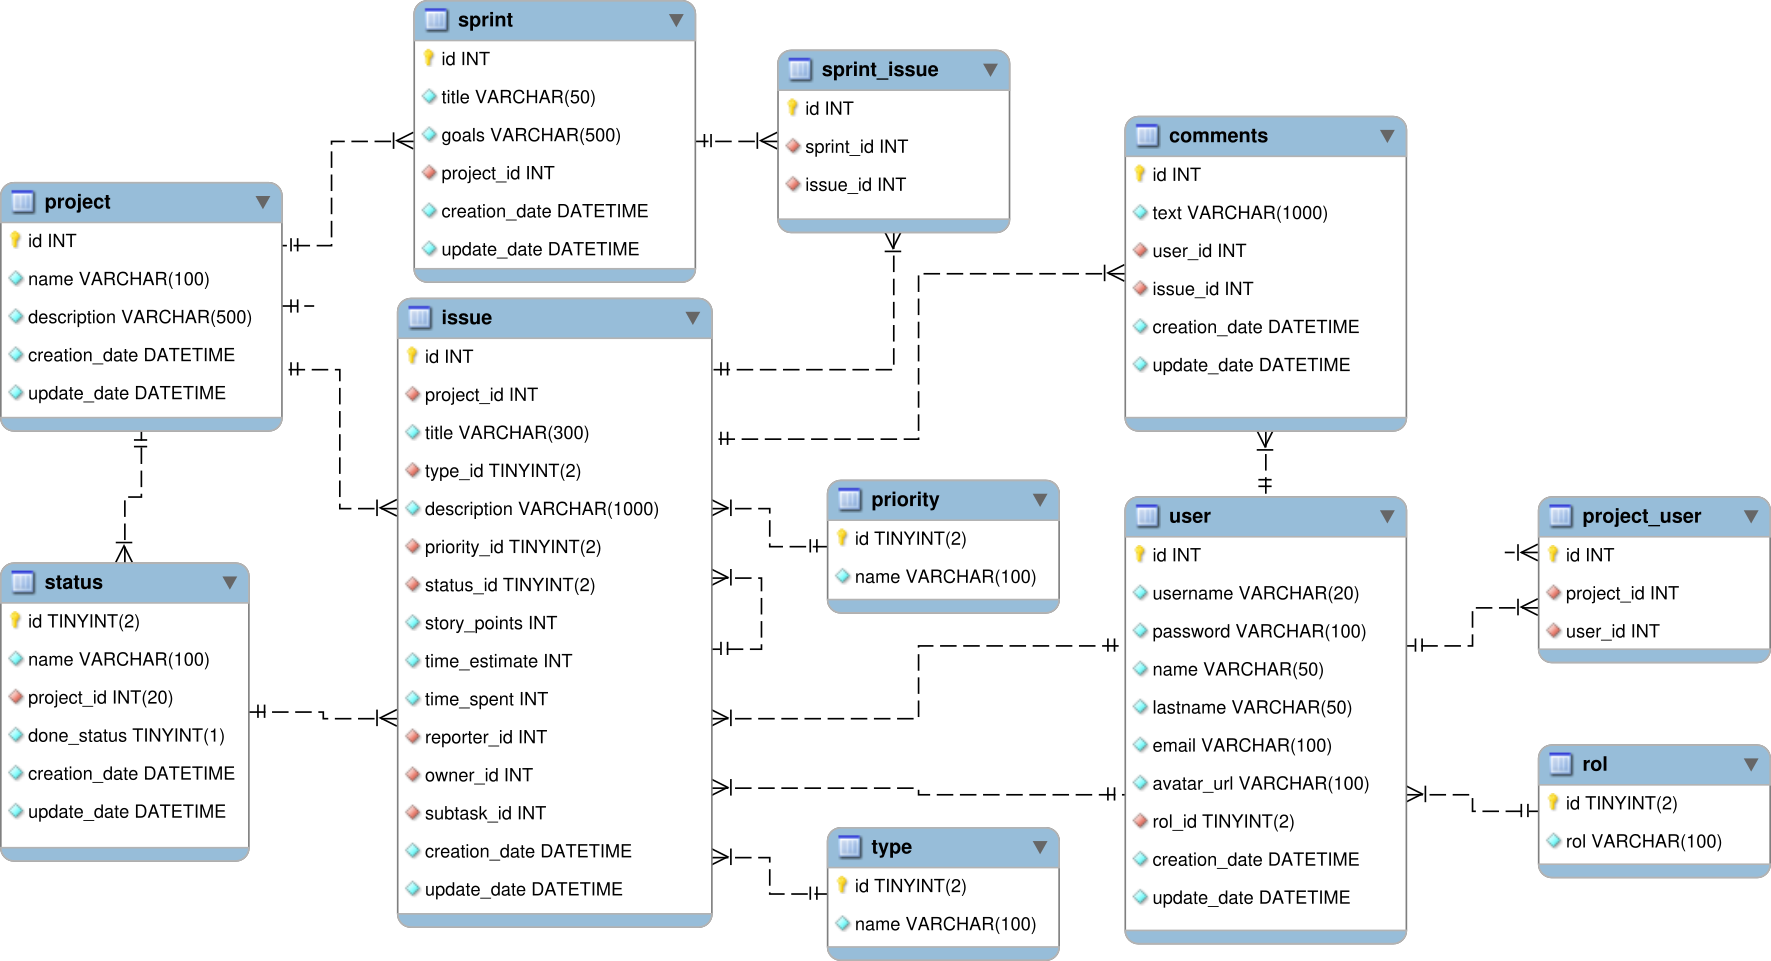 sprint
id INT
title VARCHAR(50)
goals VARCHAR(500)
project_id INT
creation_date DATETIME
update_date DATETIME
sprint_issue
id INT
sprint_id INT
issue_id INT
comments
id INT
text VARCHAR(1000)
user_id INT
issue_id INT
creation_date DATETIME
update_date DATETIME
project
id INT
name VARCHAR(100)
description VARCHAR(500)
creation_date DATETIME
update_date DATETIME
issue
id INT
project_id INT
title VARCHAR(300)
type_id TINYINT(2)
description VARCHAR(1000)
priority_id TINYINT(2)
status_id TINYINT(2)
story_points INT
time_estimate INT
time_spent INT
reporter_id INT
owner_id INT
subtask_id INT
creation_date DATETIME
update_date DATETIME
priority
id TINYINT(2)
name VARCHAR(100)
user
id INT
username VARCHAR(20)
password VARCHAR(100)
name VARCHAR(50)
lastname VARCHAR(50)
email VARCHAR(100)
avatar_url VARCHAR(100)
rol_id TINYINT(2)
creation_date DATETIME
update_date DATETIME
project_user
id INT
project_id INT
user_id INT
status
id TINYINT(2)
name VARCHAR(100)
project_id INT(20)
done_status TINYINT(1)
creation_date DATETIME
update_date DATETIME
rol
id TINYINT(2)
rol VARCHAR(100)
type
id TINYINT(2)
name VARCHAR(100)